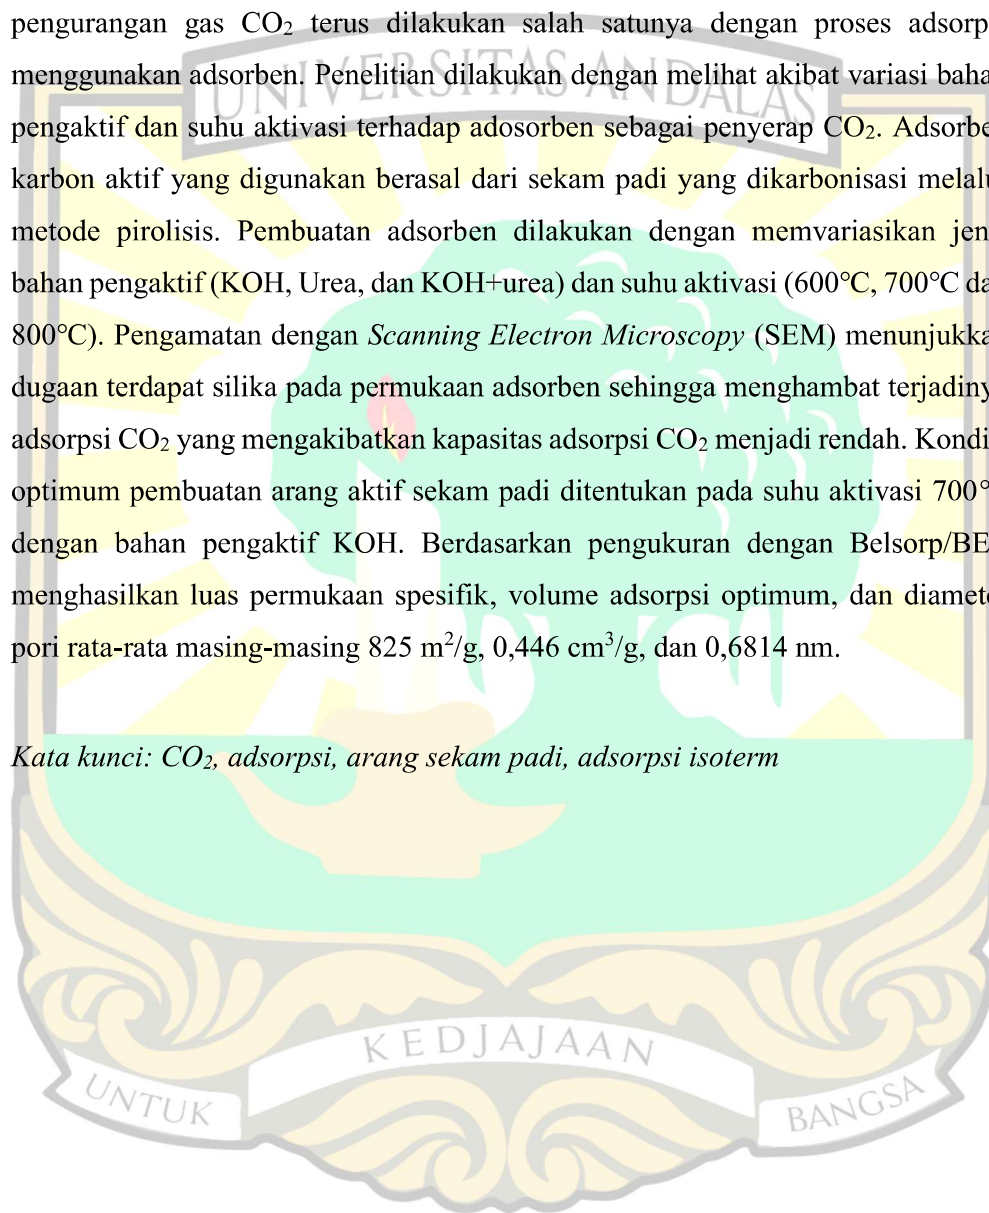 pengurangan gas CO₂ terus dilakukan salah satunya dengan proses adsorp
menggunakan adsorben. Penelitian dilakukan dengan melihat akibat variasi baha
pengaktif dan suhu aktivasi terhadap adosorben sebagai penyerap CO₂. Adsorbe
karbon aktif yang digunakan berasal dari sekam padi yang dikarbonisasi melalu
metode pirolisis. Pembuatan adsorben dilakukan dengan memvariasikan jen
bahan pengaktif (KOH, Urea, dan KOH+urea) dan suhu aktivasi (600°C, 700°C da
800°C). Pengamatan dengan Scanning Electron Microscopy (SEM) menunjukka
dugaan terdapat silika pada permukaan adsorben sehingga menghambat terjadiny
adsorpsi CO₂ yang mengakibatkan kapasitas adsorpsi CO₂ menjadi rendah. Kondi
optimum pembuatan arang aktif sekam padi ditentukan pada suhu aktivasi 700°
dengan bahan pengaktif KOH. Berdasarkan pengukuran dengan Belsorp/BE
menghasilkan luas permukaan spesifik, volume adsorpsi optimum, dan diamete
pori rata-rata masing-masing 825 m²/g, 0,446 cm³/g, dan 0,6814 nm.
Kata kunci: CO₂, adsorpsi, arang sekam padi, adsorpsi isoterm
UNIVERSITAS ANDALAS
UNTUK KEDJAJAAN BANGSA